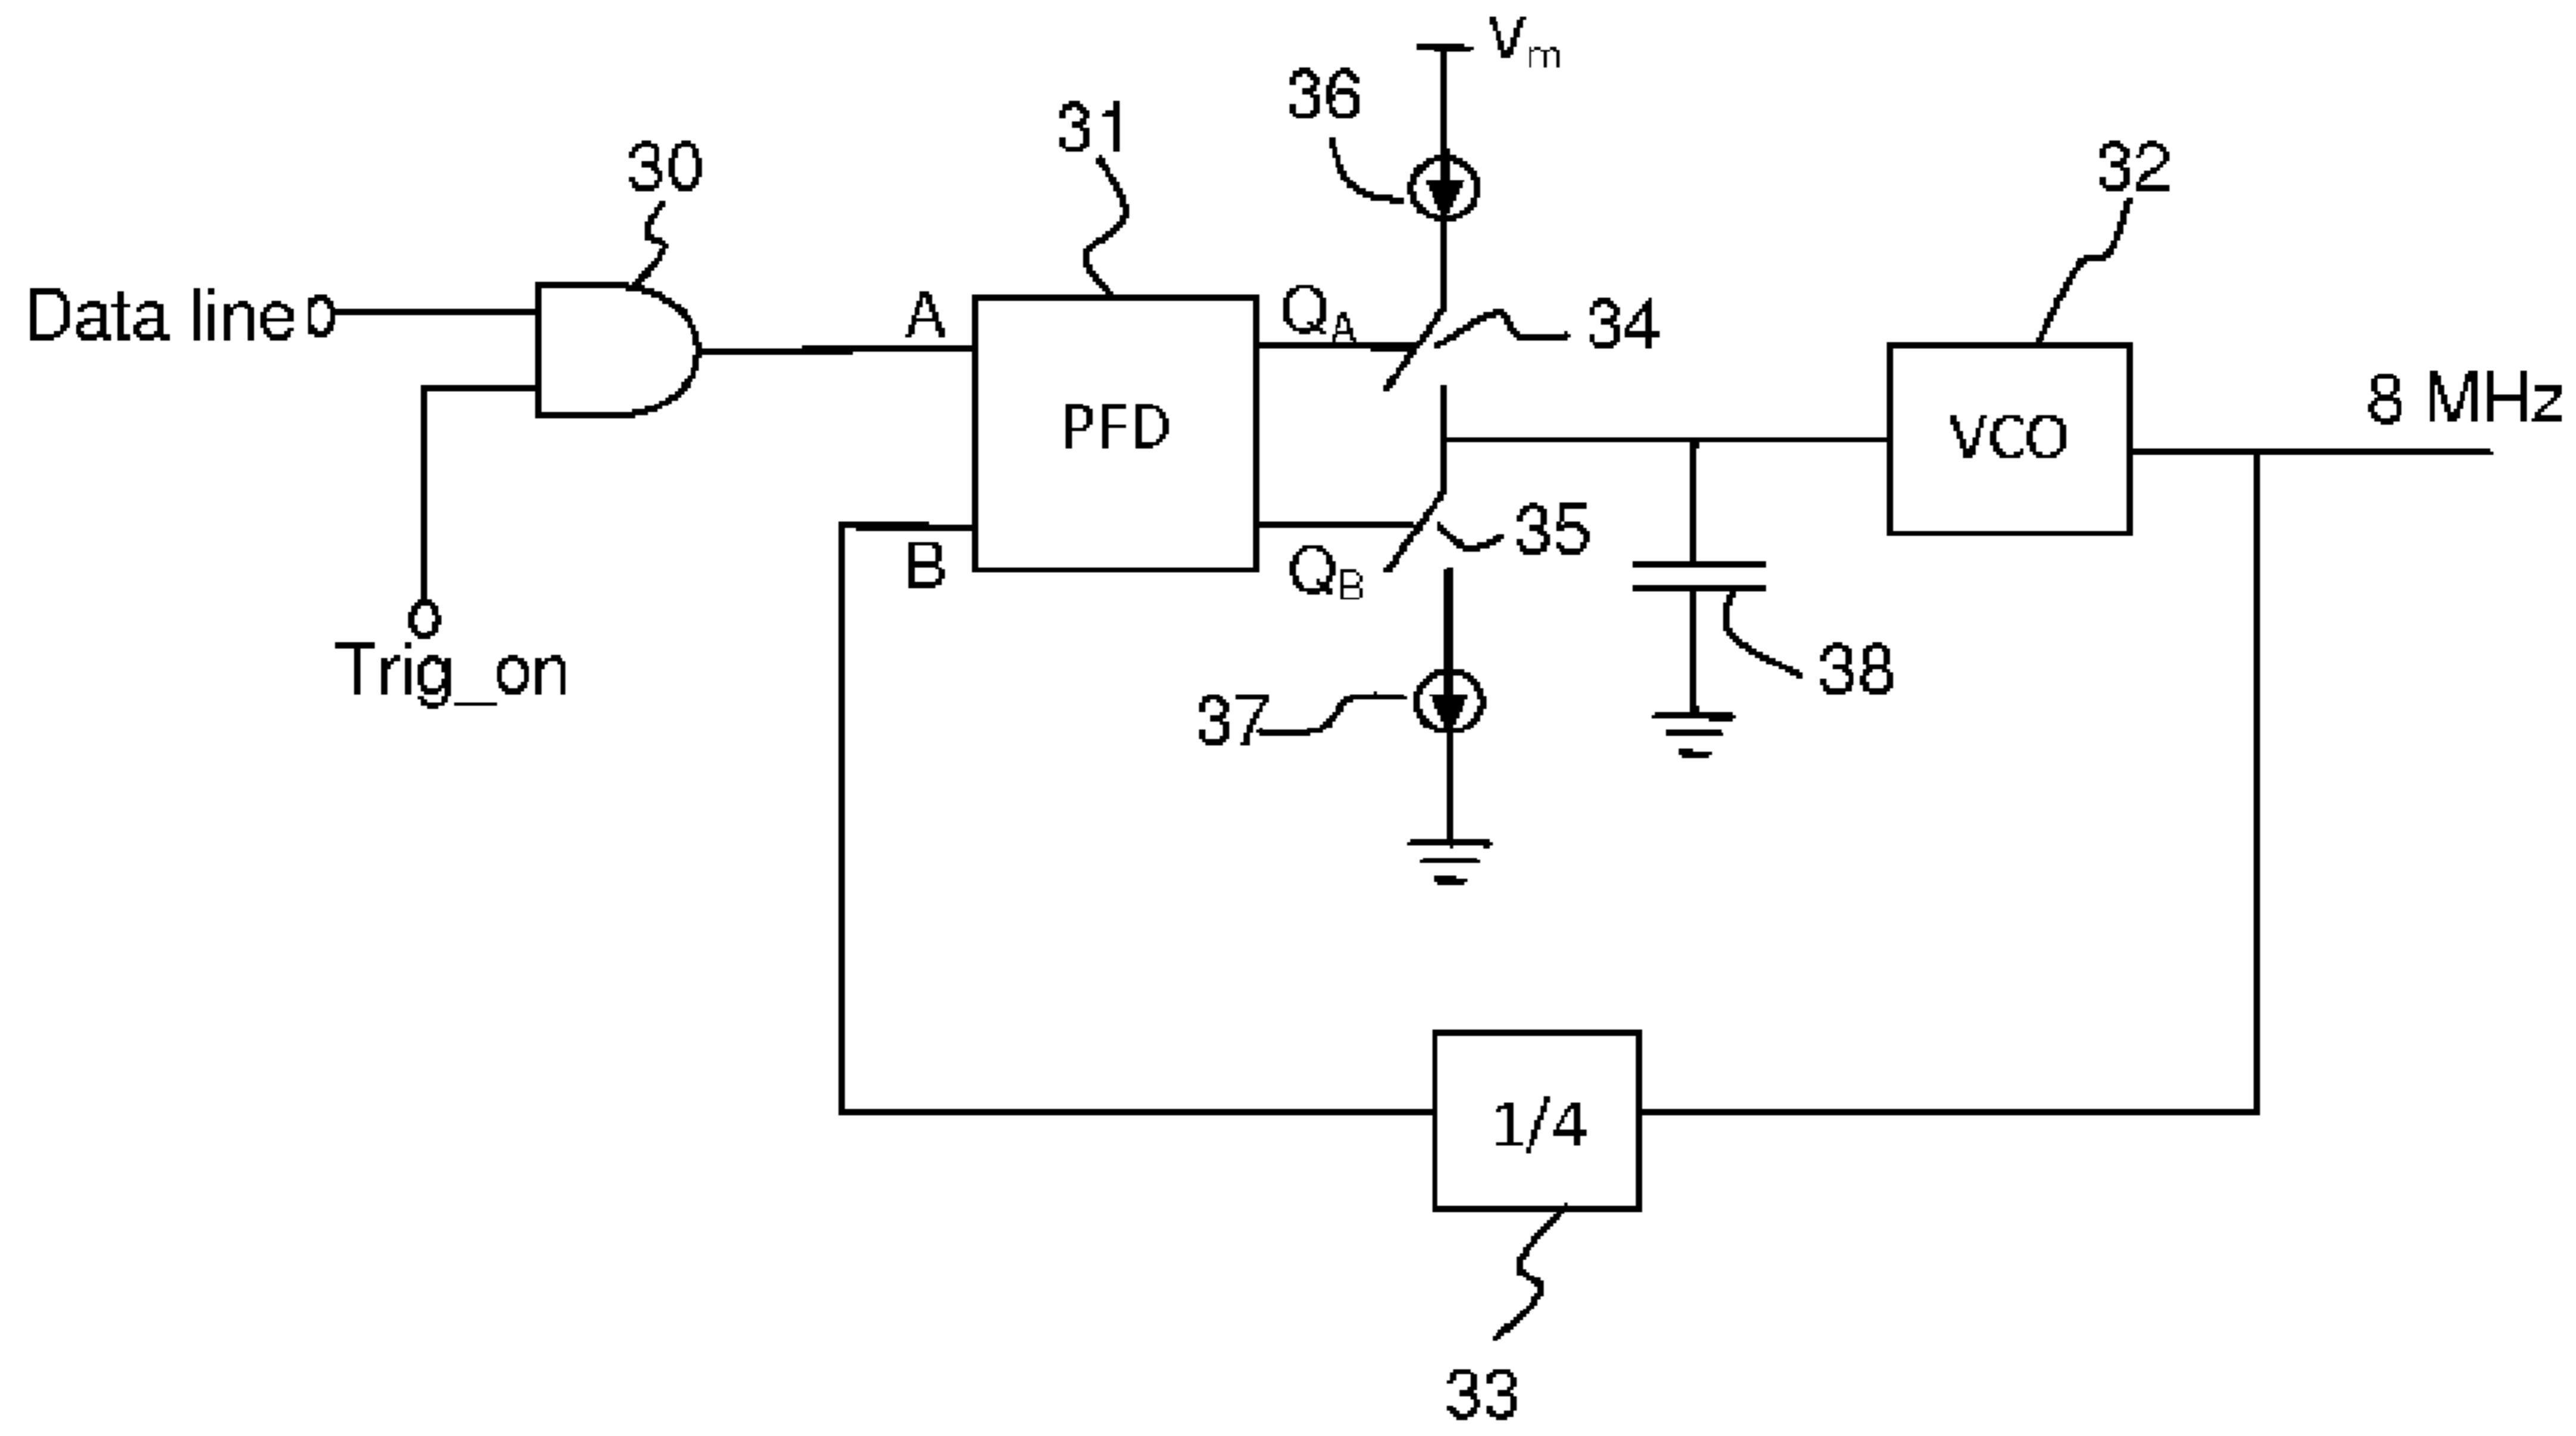 Vm
36
31
30
32
Data line
A
QA
34
8 MHz
PFD
VCO
B
QB
35
Trig_on
37
38
1/4
33